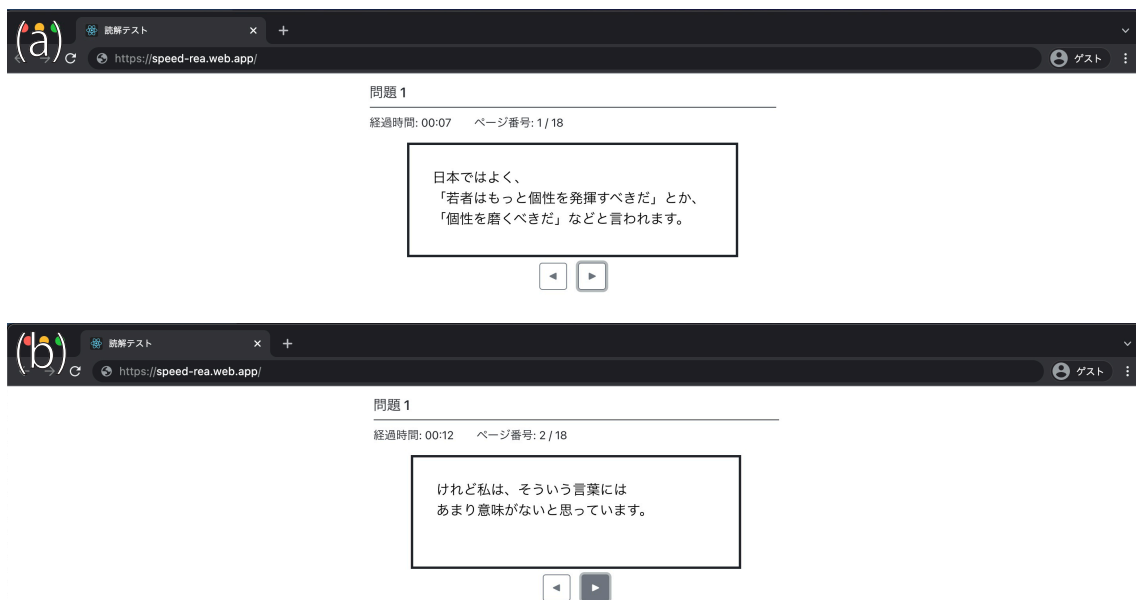 (a)
読解テスト
https://speed-rea.web.app/
ゲスト
問題 1
経過時間: 00:07 ページ番号: 1 / 18
日本ではよく、
「若者はもっと個性を発揮すべきだ」とか、
「個性を磨くべきだ」などと言われます。
(b)
読解テスト
https://speed-rea.web.app/
ゲスト
問題 1
経過時間: 00:12 ページ番号: 2 / 18
けれど私は、そういう言葉には
あまり意味がないと思っています。